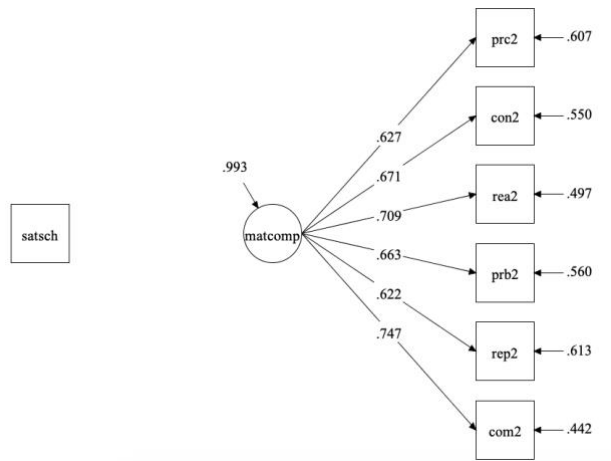 prc2
.607
con2
.550
.627
.993
.671
rea2
.497
.709
satsch
matcomp
.663
prb2
.560
.622
.747
rep2
.613
com2
.442